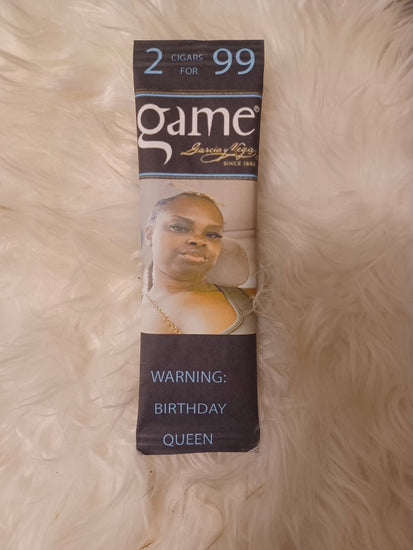 2 CIGARS FOR 99
game®
Garcia y Vega
SINCE 1882
WARNING:
BIRTHDAY
QUEEN